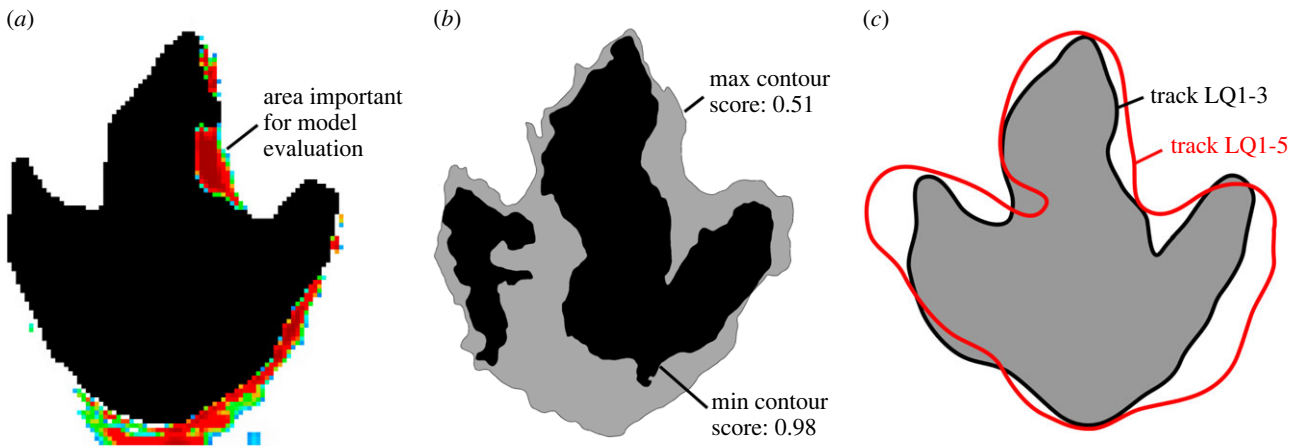 (a)
area important
for model
evaluation
(b)
max contour
score: 0.51
min contour
score: 0.98
(c)
track LQ1-3
track LQ1-5